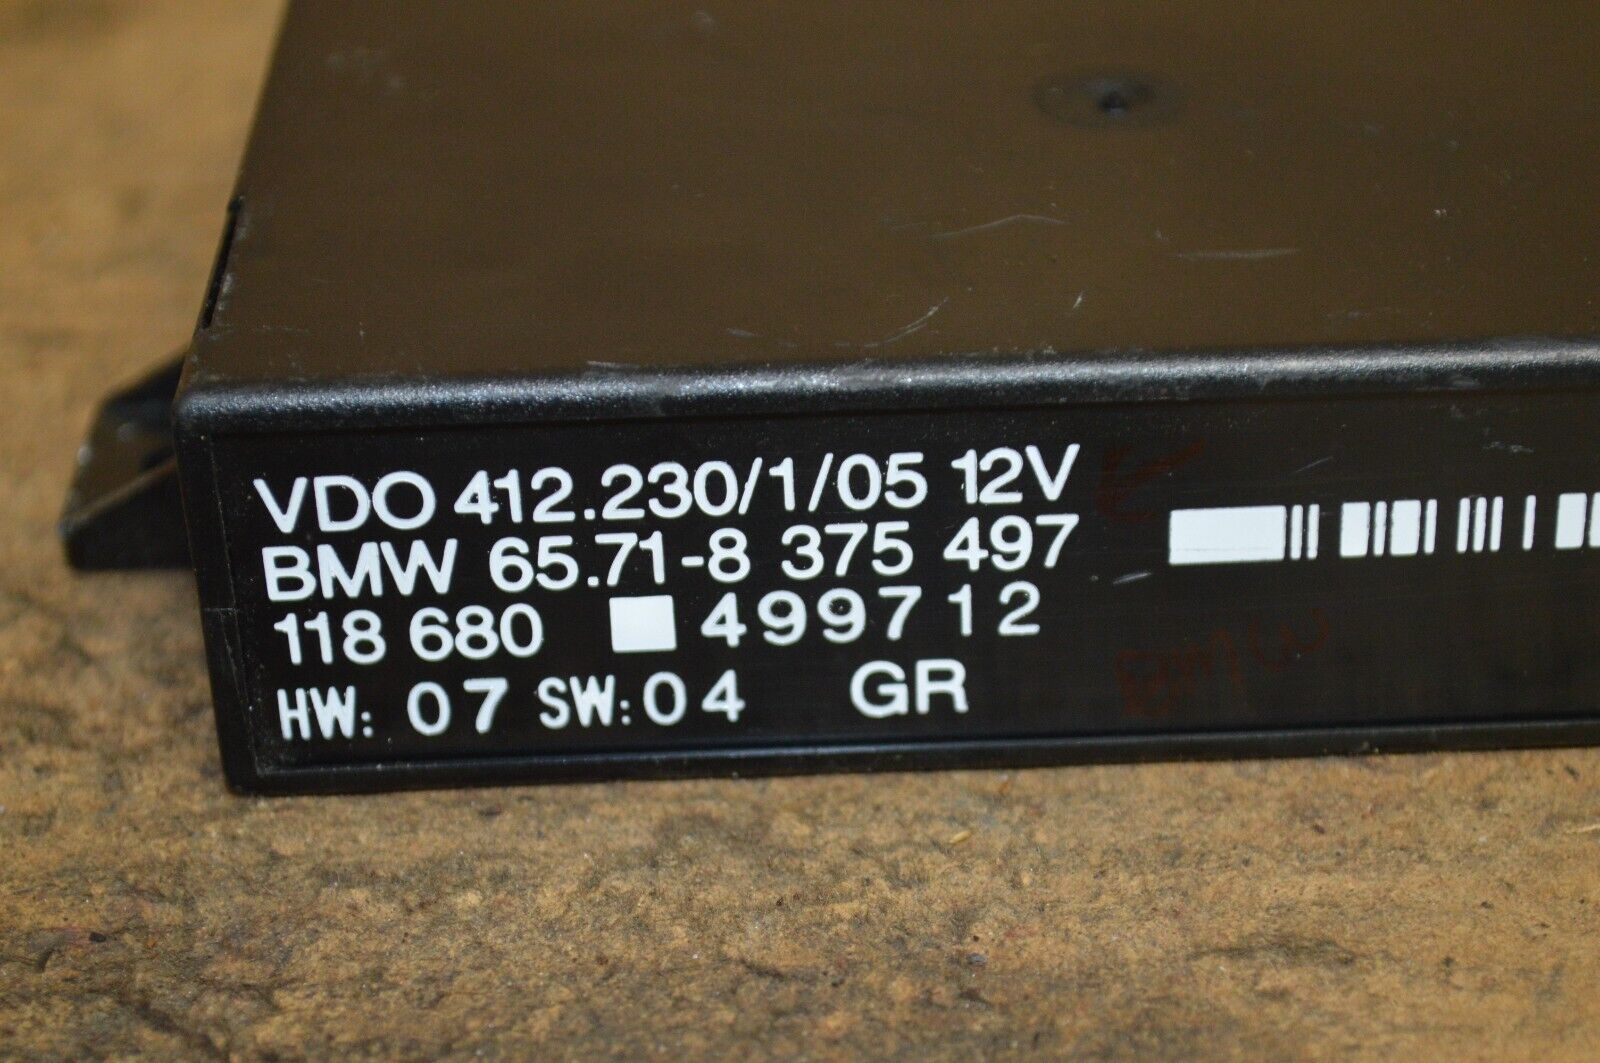 VDO 412.230/1/05 12V
BMW 65.71-8 375 497
118 680 499712
HW: 07 SW:04 GR